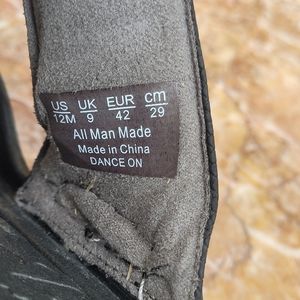 US UK EUR cm
12M 9 42 29
All Man Made
Made in China
DANCE ON